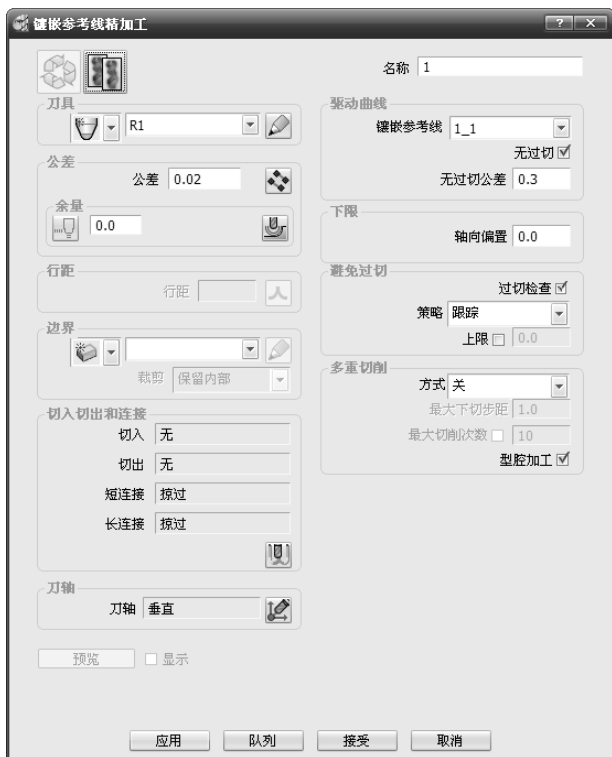 镶嵌参考线精加工
名称 1
刀具
R1
公差
公差 0.02
余量
0.0
行距
行距
边界
裁剪 保留内部
切入切出和连接
切入 无
切出 无
短连接 掠过
长连接 掠过
刀轴
刀轴 垂直
预览 显示
驱动曲线
镶嵌参考线 1_1
无过切
无过切公差 0.3
下限
轴向偏置 0.0
避免过切
过切检查
策略 跟踪
上限 0.0
多重切削
方式 关
最大下切步距 1.0
最大切削次数 10
型腔加工
应用 队列 接受 取消